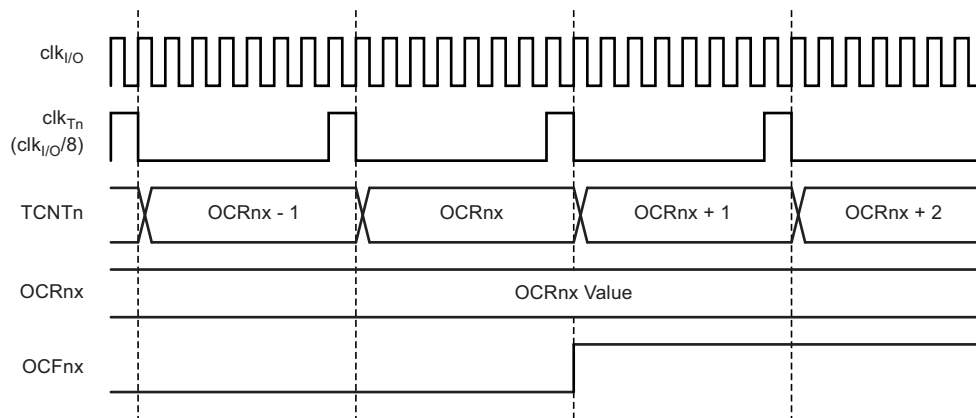 clkI/O
clkTn
(clkI/O/8)
TCNTn
OCRnx - 1
OCRnx
OCRnx + 1
OCRnx + 2
OCRnx
OCRnx Value
OCFnx